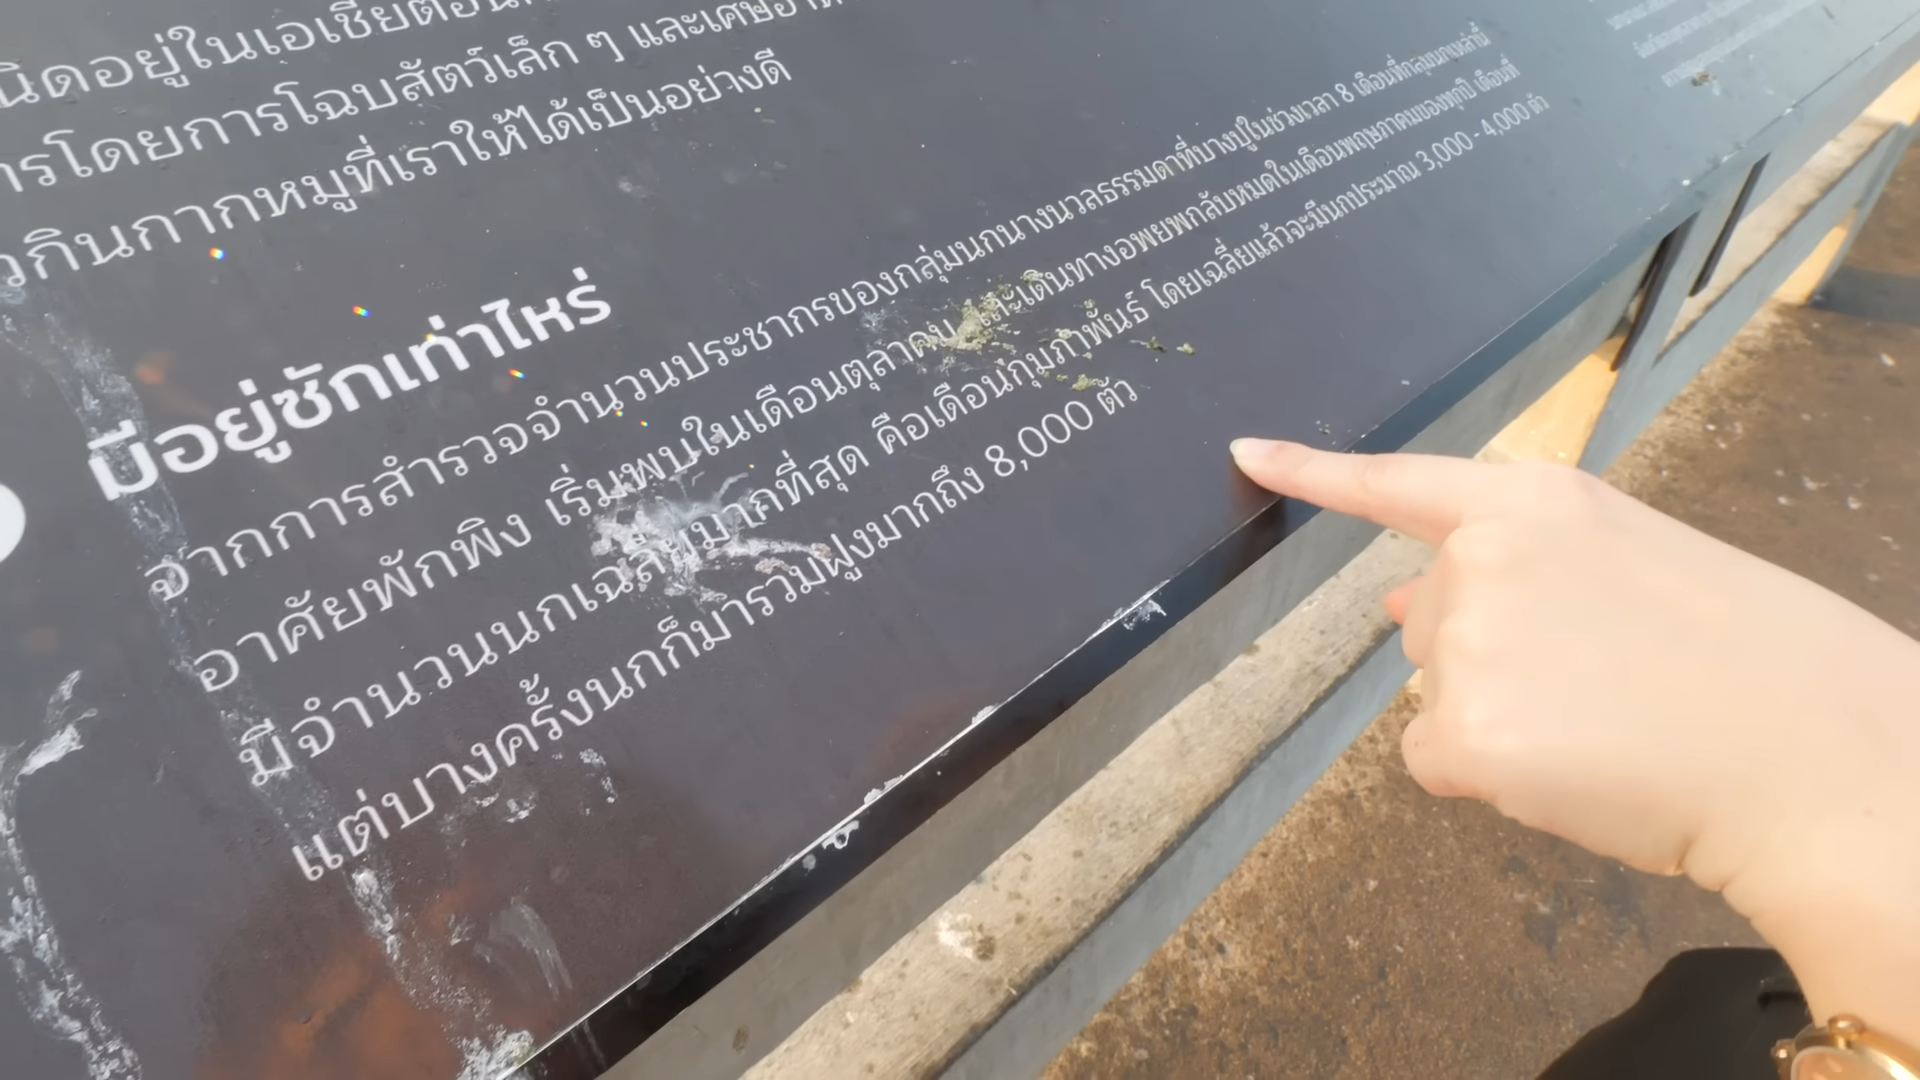 นิดอยู่ในเอเชียตอน
ารโดยการโฉบสัตว์เล็ก ๆ และเศษอา
วกินกากหมูที่เราให้ได้เป็นอย่างดี
มีอยู่ซักเท่าไหร่
จากการสำรวจจำนวนประชากรของกลุ่มนกนางนวลธรรมดาที่บางปูในช่วงเวลา 8 เดือนที่กลุ่มนกเหล่านี้
อาศัยพักพิง เริ่มพบในเดือนตุลาคม และเดินทางอพยพกลับหมดในเดือนพฤษภาคมของทุกปี เดือนที่
มีจำนวนนกเฉลี่ยมากที่สุด คือเดือนกุมภาพันธ์ โดยเฉลี่ยแล้วจะมีนกประมาณ 3,000 - 4,000 ตัว
แต่บางครั้งนกก็มารวมฝูงมากถึง 8,000 ตัว